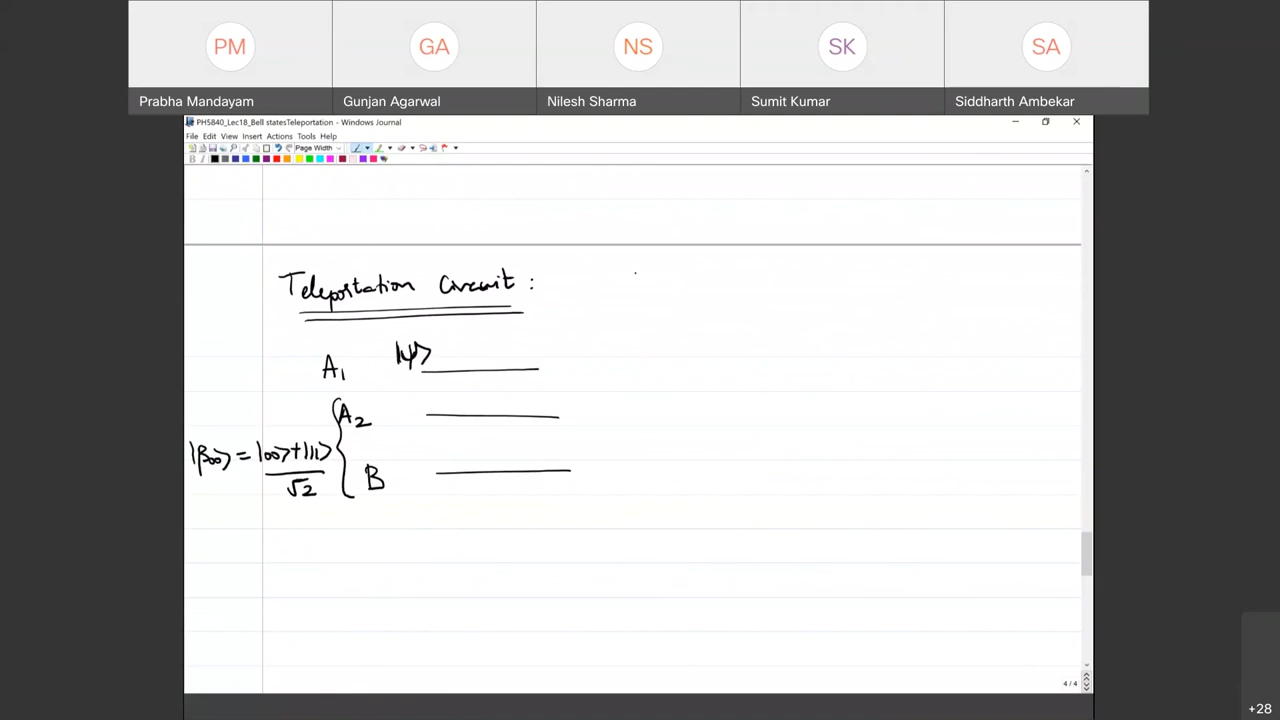 PM GA NS SK SA
Prabha Mandayam Gunjan Agarwal Nilesh Sharma Sumit Kumar Siddharth Ambekar
PH5840_Lec18_Bell statesTeleportation - Windows Journal
File Edit View Insert Actions Tools Help
Page Width
B I
Teleportation Circuit :
A₁ |ψ⟩
A₂
|β₀₀⟩ = |00⟩+|11⟩
√2
B
4 / 4
+28